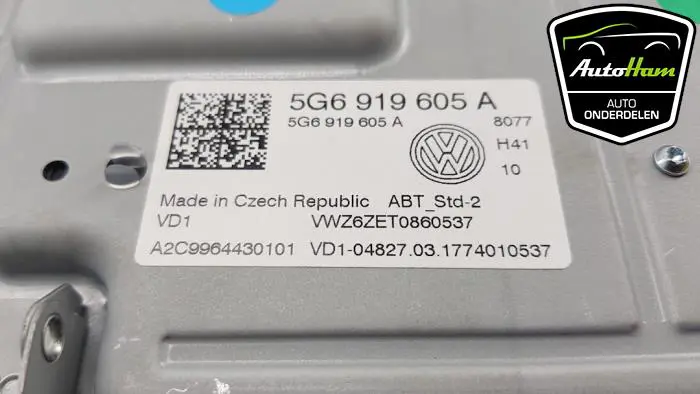 5G6 919 605 A
5G6 919 605 A 8077
H41
10
Made in Czech Republic ABT_Std-2
VD1 VWZ6ZET0860537
A2C9964430101 VD1-04827.03.1774010537
AutoHam
AUTO
ONDERDELEN